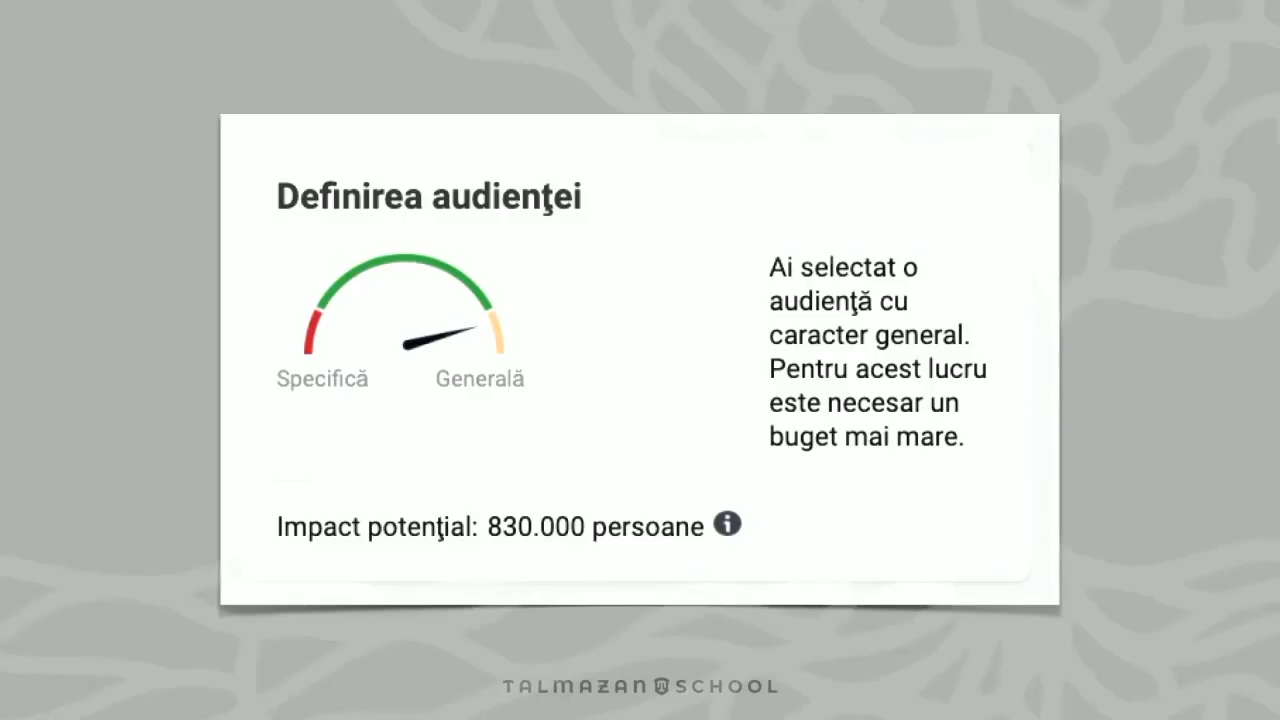 Definirea audienţei
Specifică
Generală
Ai selectat o
audienţă cu
caracter general.
Pentru acest lucru
este necesar un
buget mai mare.
Impact potenţial: 830.000 persoane
TALMAZAN SCHOOL